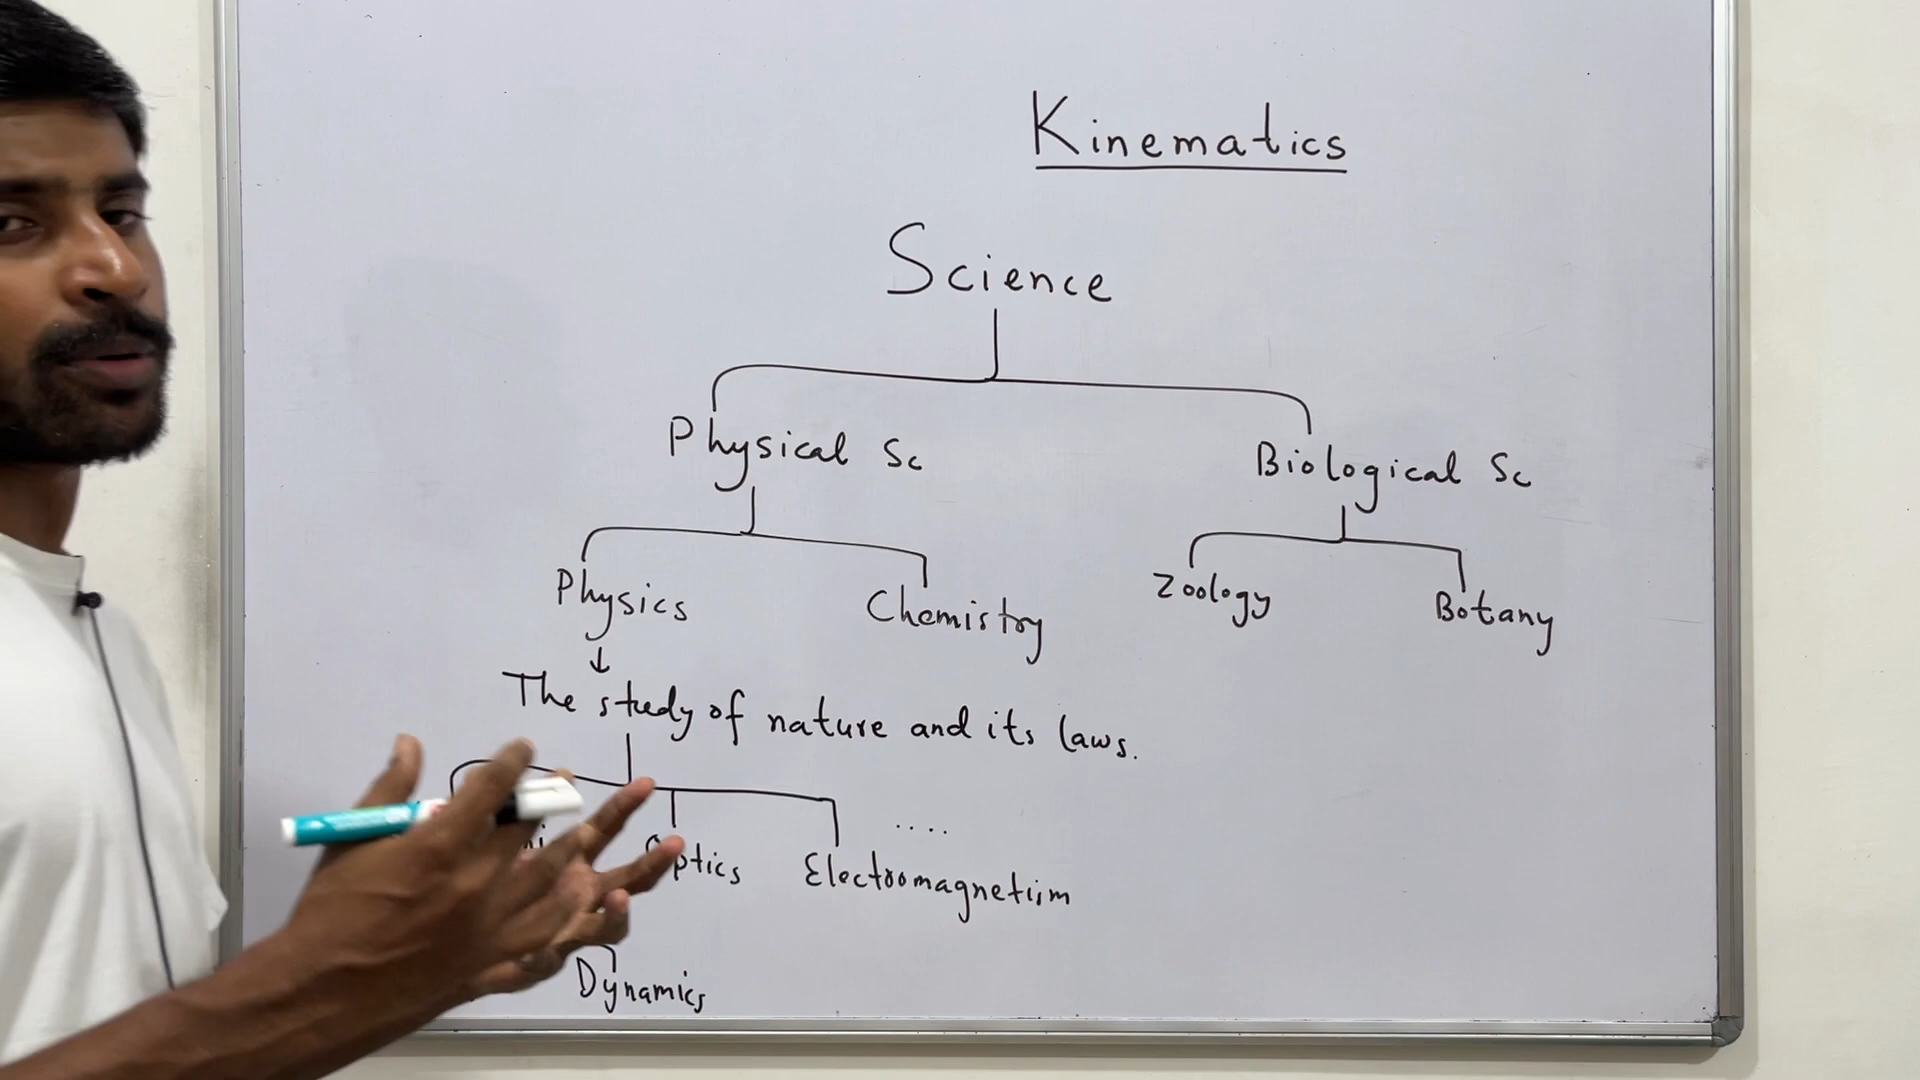 Kinematics
Science
Physical Sc
Biological Sc
Physics
Chemistry
Zoology
Botany
The study of nature and its laws.
....
Optics
Electromagnetism
Dynamics